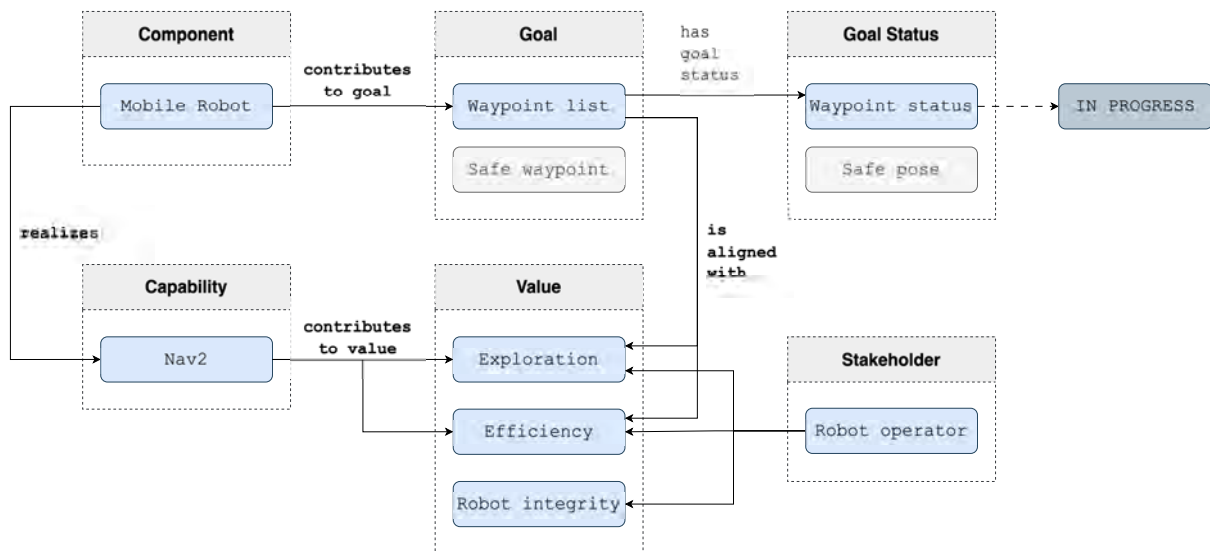 Component
Goal
Goal Status
Mobile Robot
contributes
to goal
Waypoint list
has
goal
status
Waypoint status
IN PROGRESS
Safe waypoint
Safe pose
realizes
is
aligned
with
Capability
Value
Nav2
contributes
to value
Exploration
Stakeholder
Efficiency
Robot operator
Robot integrity